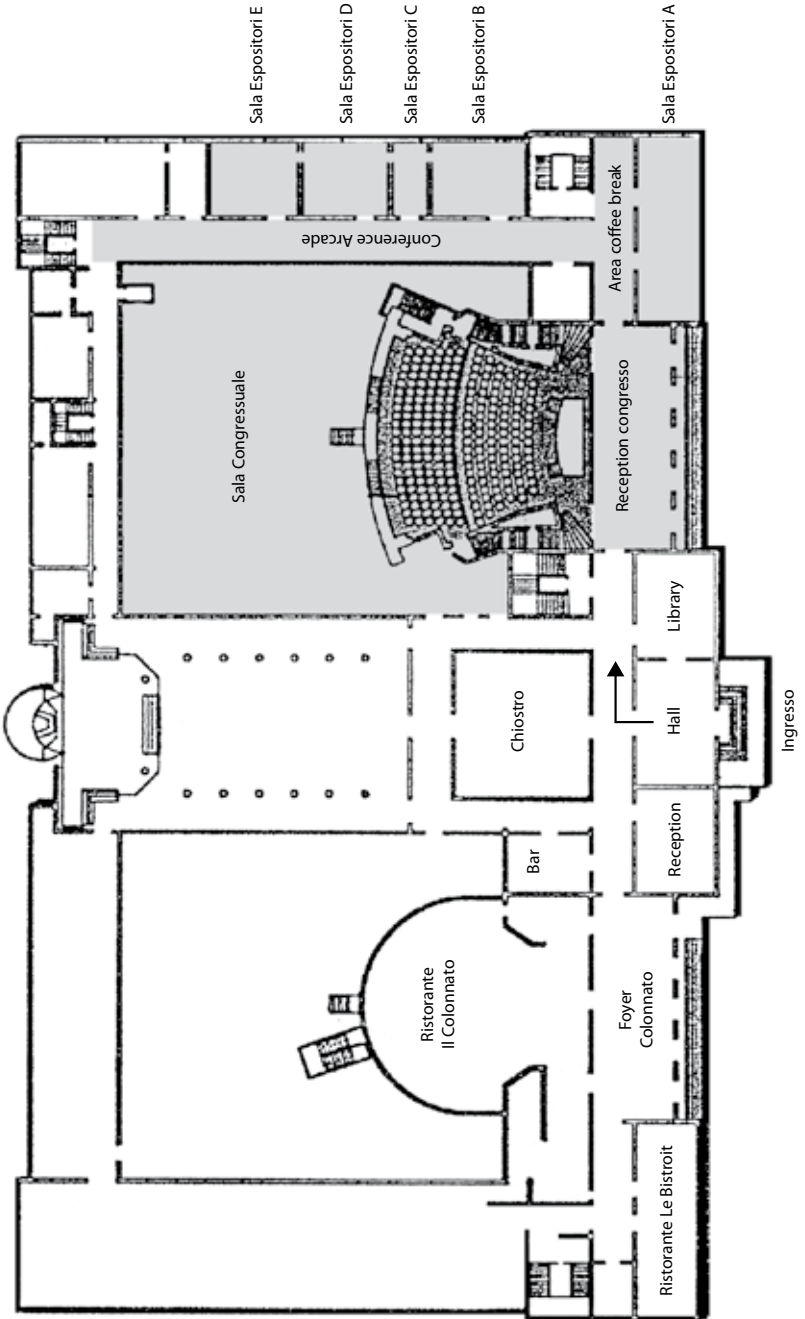 Sala Espositori E
Sala Espositori D
Sala Espositori C
Sala Espositori B
Sala Espositori A
Conference Arcade
Area coffee break
Sala Congressuale
Reception congresso
Library
Chiostro
Hall
Ingresso
Bar
Reception
Ristorante
Il Colonnato
Foyer
Colonnato
Ristorante Le Bistroit